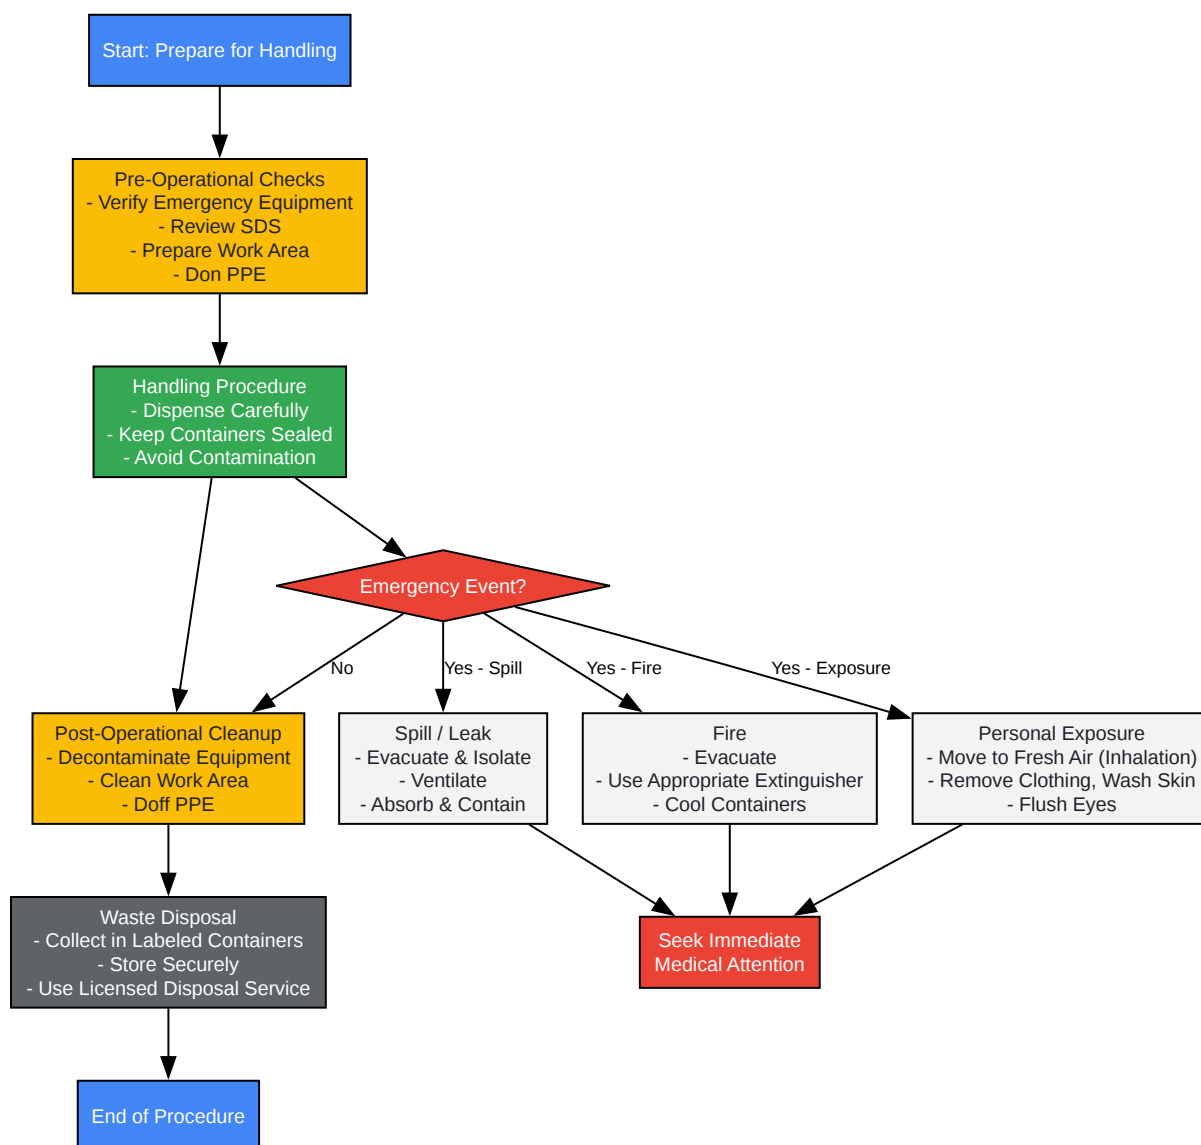 Start: Prepare for Handling
Pre-Operational Checks
- Verify Emergency Equipment
- Review SDS
- Prepare Work Area
- Don PPE
Handling Procedure
- Dispense Carefully
- Keep Containers Sealed
- Avoid Contamination
Emergency Event?
No
Yes - Spill
Yes - Fire
Yes - Exposure
Post-Operational Cleanup
- Decontaminate Equipment
- Clean Work Area
- Doff PPE
Spill / Leak
- Evacuate & Isolate
- Ventilate
- Absorb & Contain
Fire
- Evacuate
- Use Appropriate Extinguisher
- Cool Containers
Personal Exposure
- Move to Fresh Air (Inhalation)
- Remove Clothing, Wash Skin
- Flush Eyes
Waste Disposal
- Collect in Labeled Containers
- Store Securely
- Use Licensed Disposal Service
Seek Immediate
Medical Attention
End of Procedure